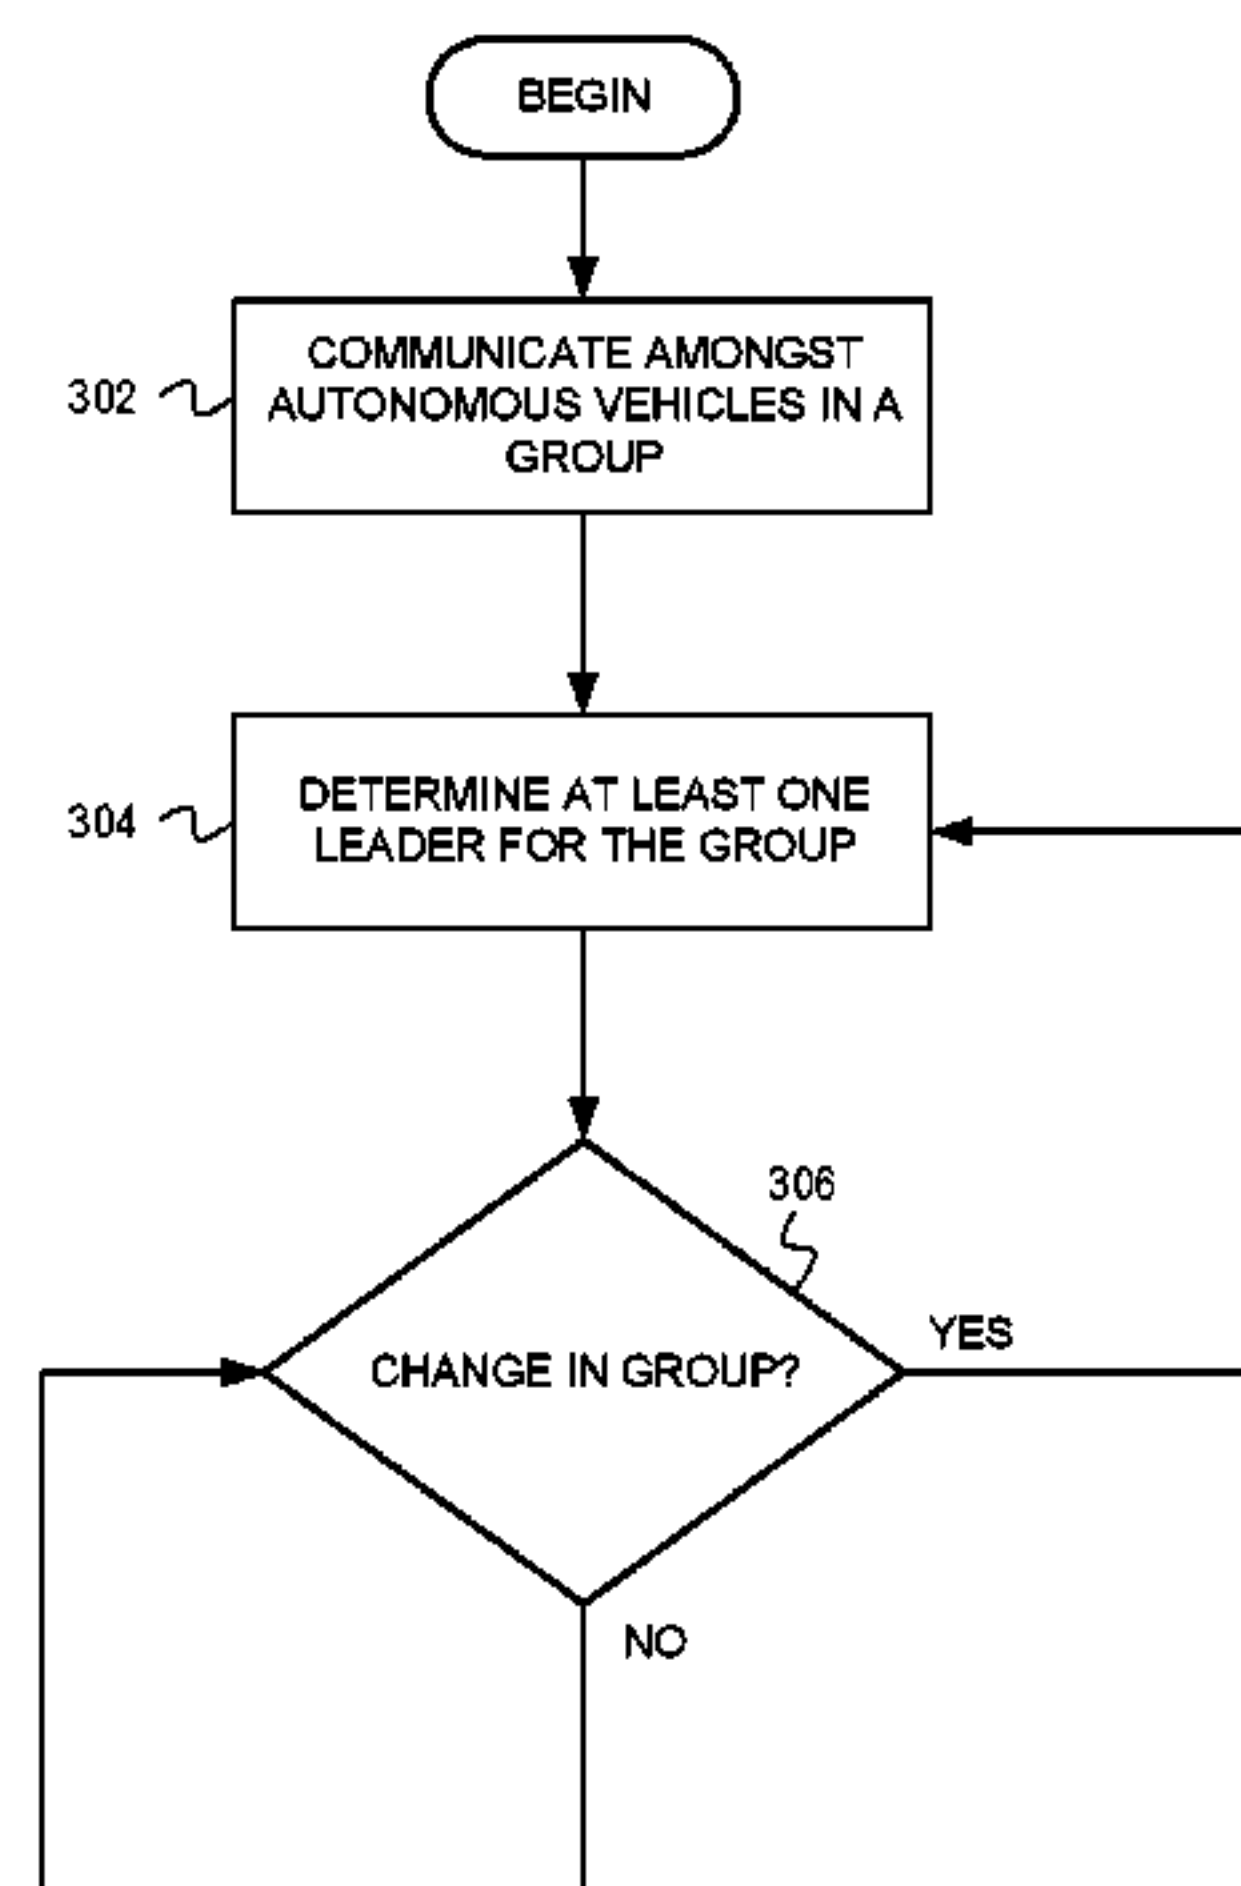 BEGIN
COMMUNICATE AMONGST
AUTONOMOUS VEHICLES IN A
GROUP
302
DETERMINE AT LEAST ONE
LEADER FOR THE GROUP
304
306
CHANGE IN GROUP?
YES
NO